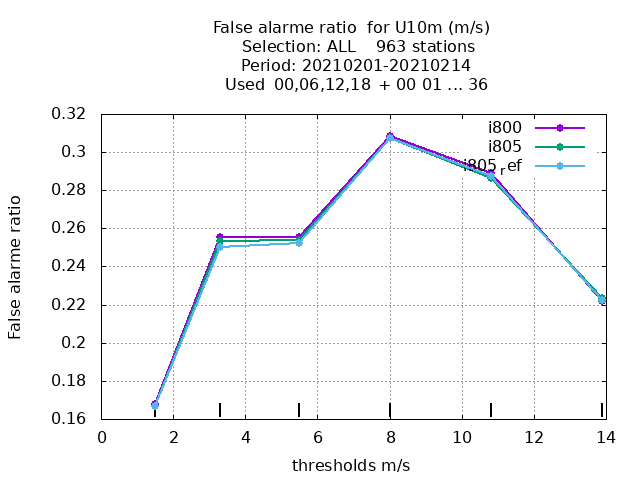 False alarme ratio  for U10m (m/s)
Selection: ALL    963 stations
Period: 20210201-20210214
Used  00,06,12,18  + 00 01 ... 36
i800
i805
i805_ref
0.32
0.3
0.28
0.26
0.24
0.22
0.2
0.18
0.16
False alarme ratio
0 2 4 6 8 10 12 14
thresholds m/s